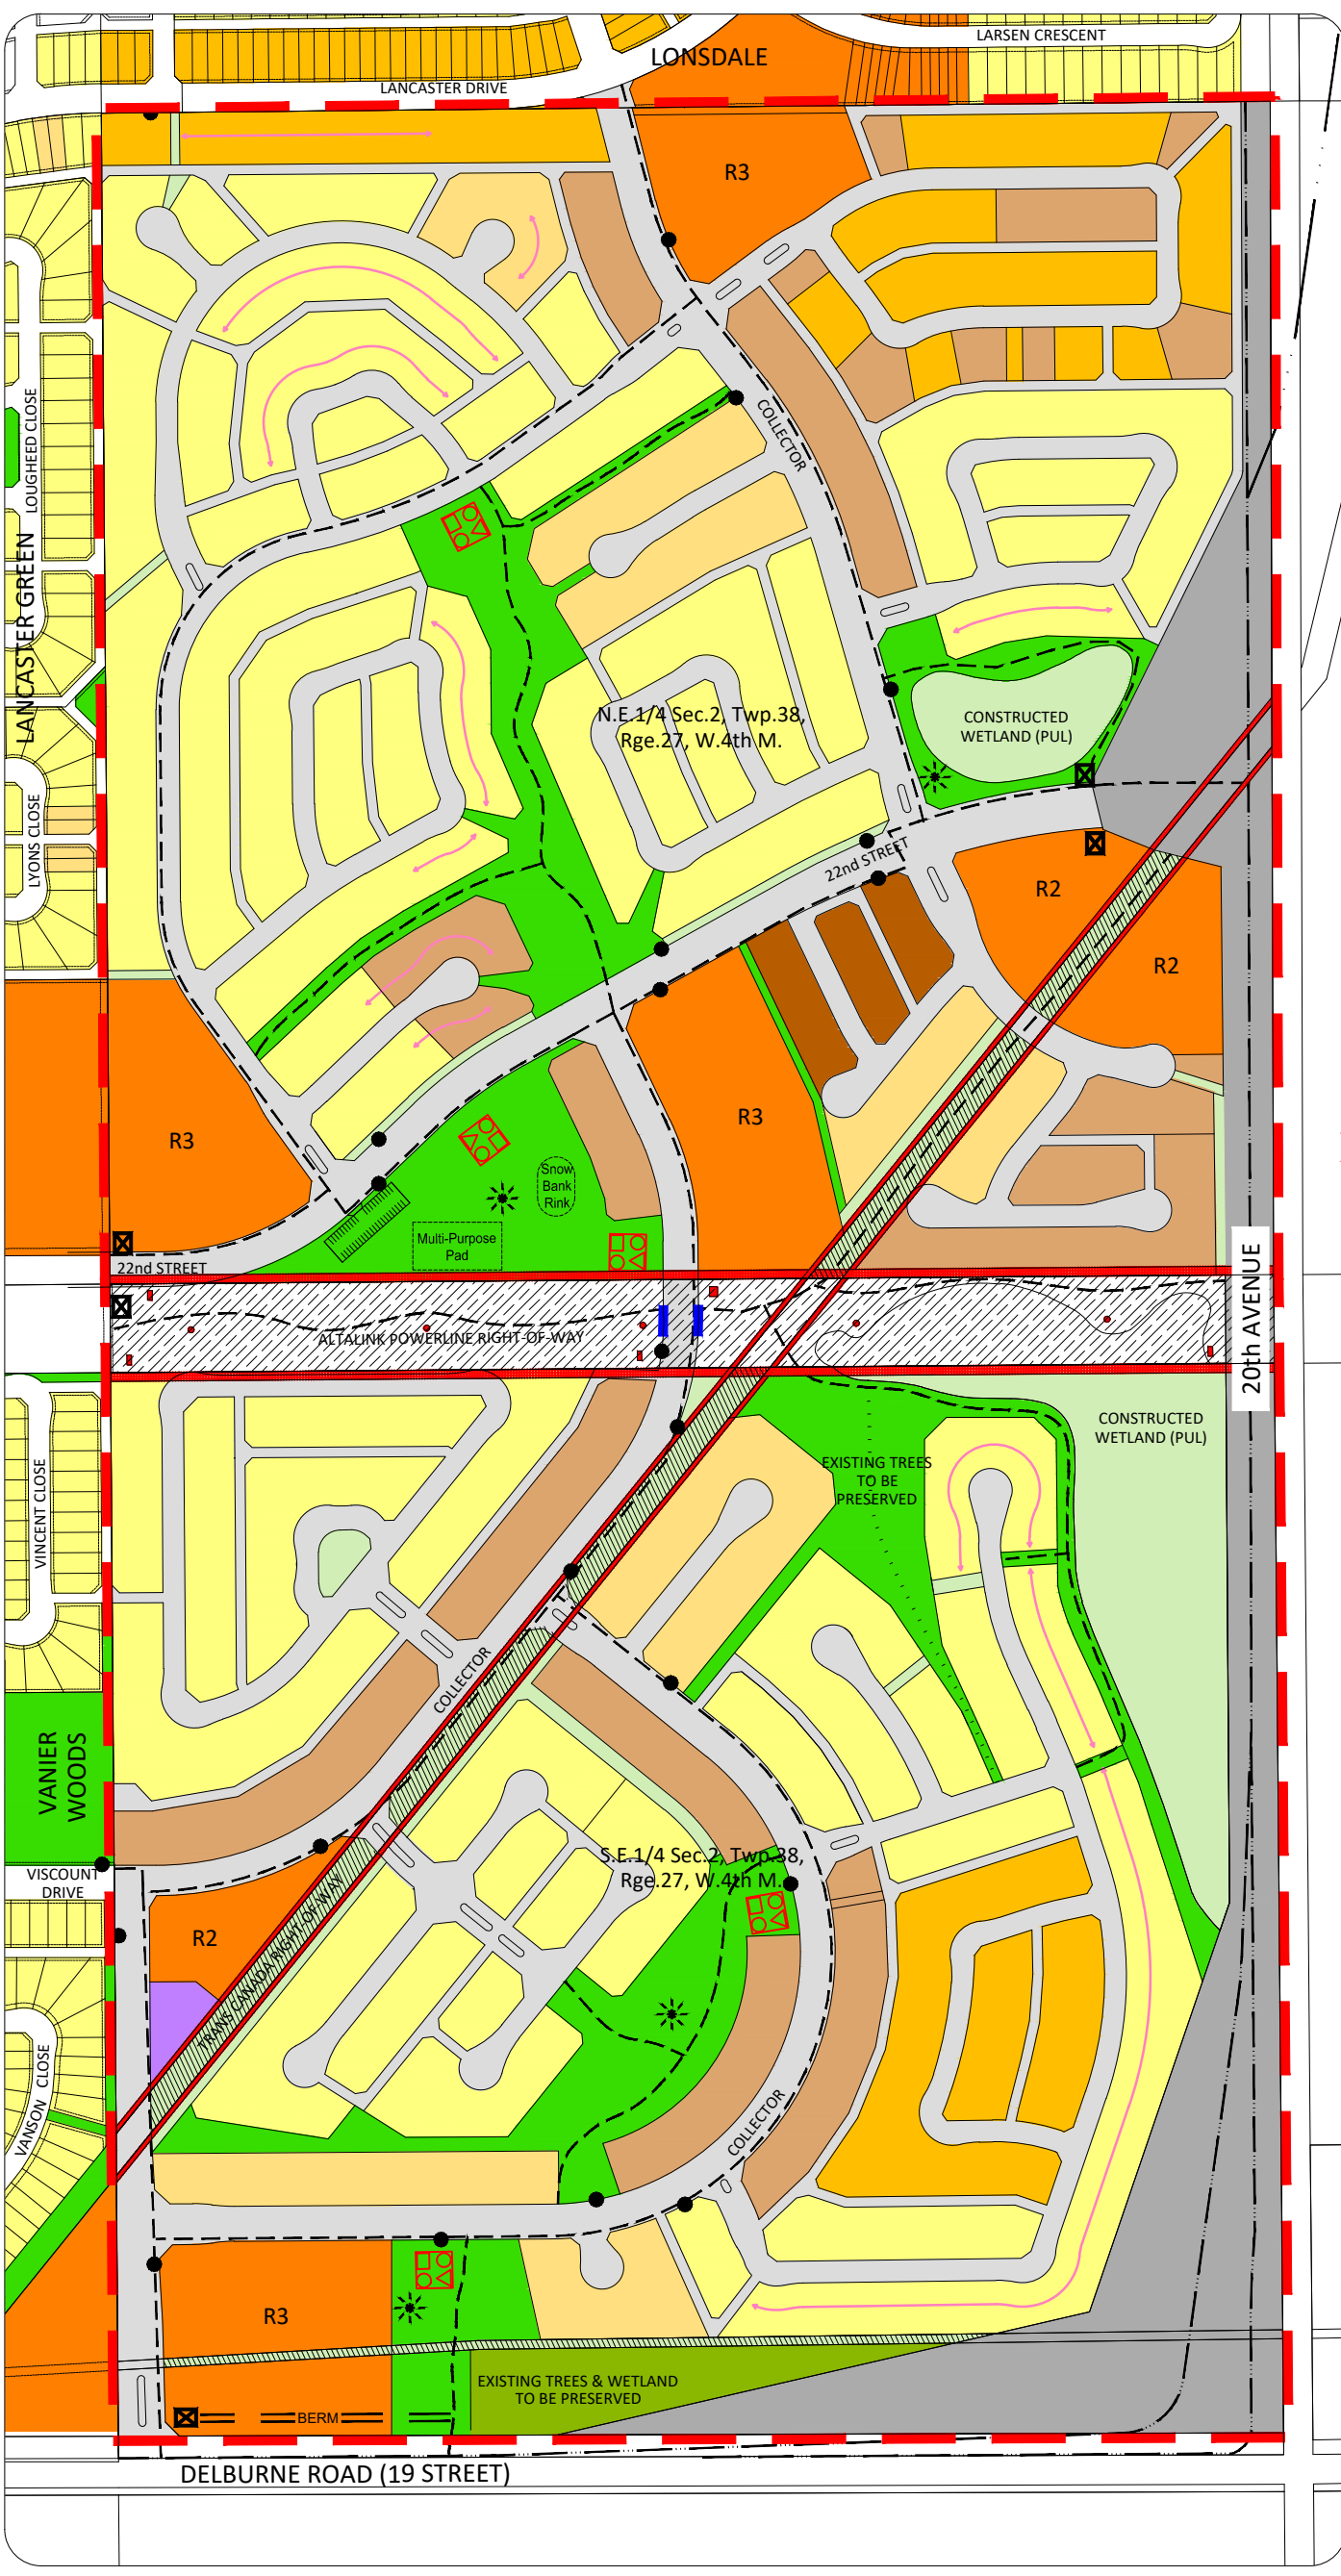 LARSEN CRESCENT
LONSDALE
LANCASTER DRIVE
R3
LOUGHEED CLOSE
COLLECTOR
LANCASTER GREEN
N.E.1/4 Sec.2, Twp.38,
Rge.27, W.4th M.
CONSTRUCTED
WETLAND (PUL)
LYONS CLOSE
22nd STREET
R2
R2
R3
R3
Snow
Bank
Rink
Multi-Purpose
Pad
22nd STREET
20th AVENUE
ALTALINK POWERLINE RIGHT-OF-WAY
CONSTRUCTED
WETLAND (PUL)
EXISTING TREES
TO BE
PRESERVED
VINCENT CLOSE
COLLECTOR
VANIER
WOODS
S.E.1/4 Sec.2, Twp.38,
Rge.27, W.4th M.
VISCOUNT
DRIVE
R2
TRANS CANADA RIGHT-OF-WAY
VANSON CLOSE
COLLECTOR
R3
EXISTING TREES & WETLAND
TO BE PRESERVED
BERM
DELBURNE ROAD (19 STREET)